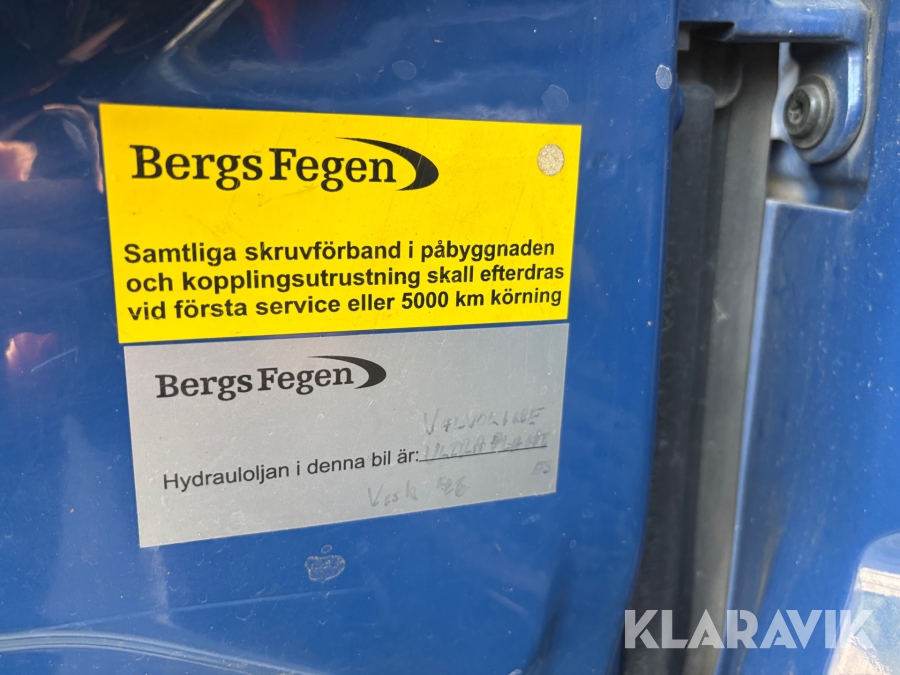 Bergs Fegen
Samtliga skruvförband i påbyggnaden
och kopplingsutrustning skall efterdras
vid första service eller 5000 km körning
Bergs Fegen
VALVOLINE
Hydrauloljan i denna bil är: ULTRAPLANT
KLARAVIK